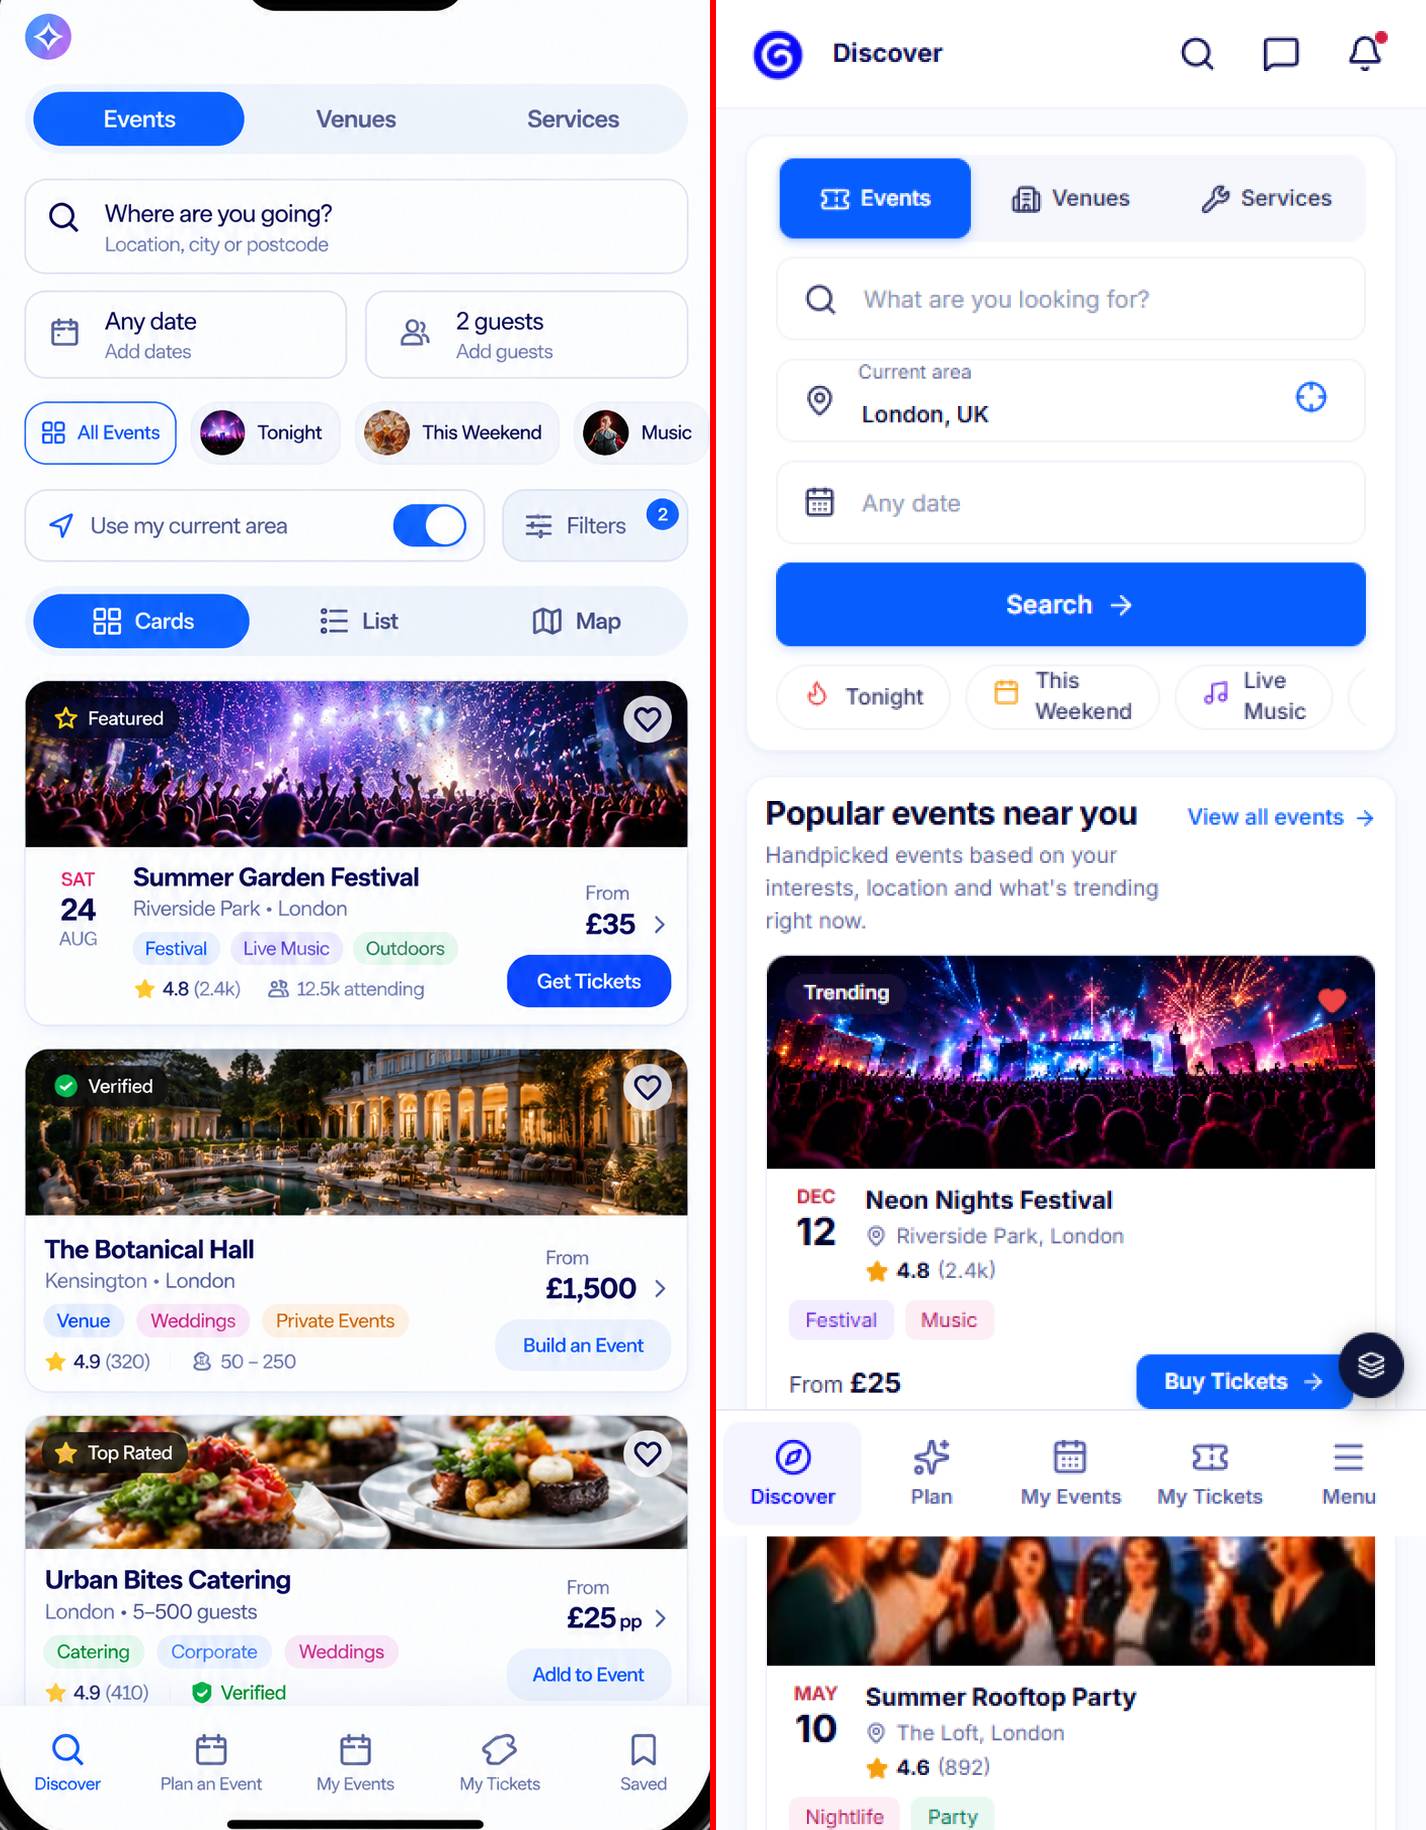 Events
Venues
Services
Where are you going?
Location, city or postcode
Any date
Add dates
2 guests
Add guests
All Events
Tonight
This Weekend
Music
Use my current area
Filters
2
Cards
List
Map
Featured
SAT
24
AUG
Summer Garden Festival
Riverside Park • London
Festival
Live Music
Outdoors
4.8 (2.4k)
12.5k attending
From
£35
Get Tickets
Verified
The Botanical Hall
Kensington • London
Venue
Weddings
Private Events
4.9 (320)
50 – 250
From
£1,500
Build an Event
Top Rated
Urban Bites Catering
London • 5–500 guests
Catering
Corporate
Weddings
4.9 (410)
Verified
From
£25 pp
Adld to Event
Discover
Plan an Event
My Events
My Tickets
Saved
Discover
Events
Venues
Services
What are you looking for?
Current area
London, UK
Any date
Search
Tonight
This
Weekend
Live
Music
Popular events near you
View all events
Handpicked events based on your
interests, location and what's trending
right now.
Trending
DEC
12
Neon Nights Festival
Riverside Park, London
4.8 (2.4k)
Festival
Music
From £25
Buy Tickets
Discover
Plan
My Events
My Tickets
Menu
MAY
10
Summer Rooftop Party
The Loft, London
4.6 (892)
Nightlife
Party